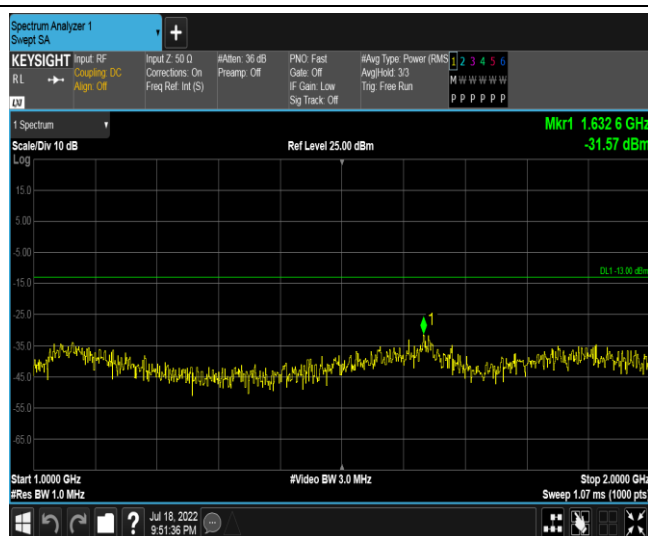 Spectrum Analyzer 1
Swept SA
+
KEYSIGHT Input: RF Input Z: 50 Ω #Atten: 36 dB PNO: Fast #Avg Type: Power (RMS 1 2 3 4 5 6
RL Coupling: DC Corrections: On Preamp: Off Gate: Off Avg|Hold: 3/3 M W W W W W
Align: Off Freq Ref: Int (S) IF Gain: Low Trig: Free Run
Sig Track: Off P P P P P P
LXI
1 Spectrum Mkr1 1.632 6 GHz
Scale/Div 10 dB Ref Level 25.00 dBm -31.57 dBm
Log
15.0
5.00
-5.00
DL1 -13.00 dBm
-15.0
-25.0
1
-35.0
-45.0
-55.0
-65.0
Start 1.0000 GHz #Video BW 3.0 MHz Stop 2.0000 GHz
#Res BW 1.0 MHz Sweep 1.07 ms (1000 pts)
? Jul 18, 2022
9:51:36 PM